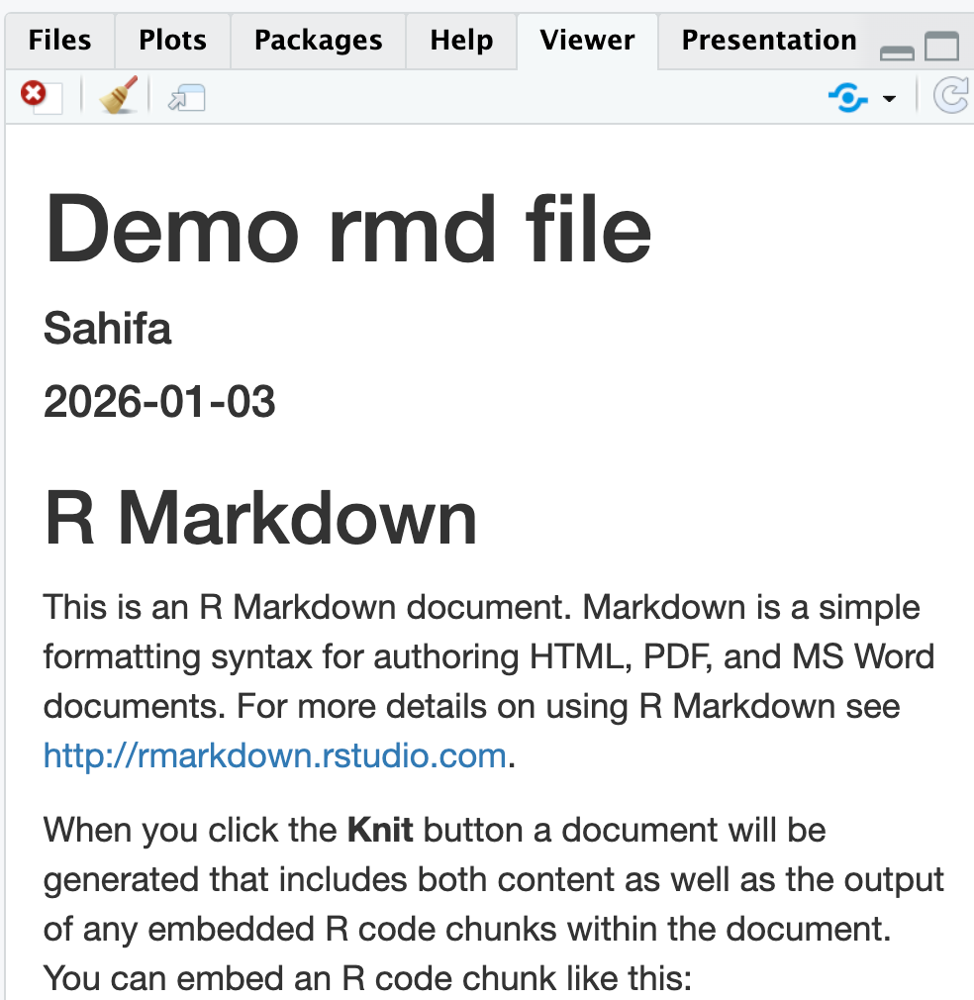 Files Plots Packages Help Viewer Presentation
Demo rmd file
Sahifa
2026-01-03
R Markdown
This is an R Markdown document. Markdown is a simple
formatting syntax for authoring HTML, PDF, and MS Word
documents. For more details on using R Markdown see
http://rmarkdown.rstudio.com.
When you click the Knit button a document will be
generated that includes both content as well as the output
of any embedded R code chunks within the document.
You can embed an R code chunk like this: